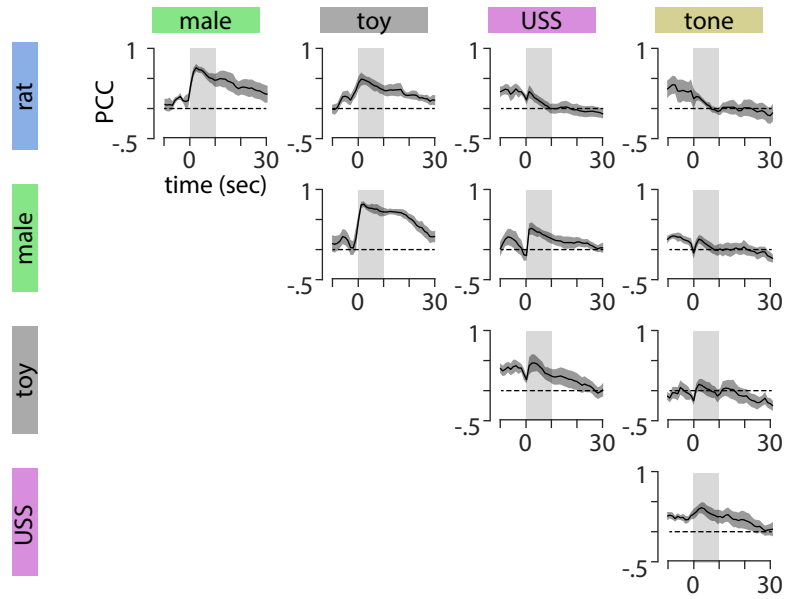 male toy USS tone
rat
PCC
1 1 1 1
-.5 -.5 -.5 -.5
0 30 0 30 0 30 0 30
time (sec)
male
1 1 1
-.5 -.5 -.5
0 30 0 30 0 30
toy
1 1
-.5 -.5
0 30 0 30
USS
1
-.5
0 30